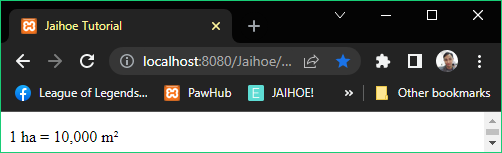 Jaihoe Tutorial
localhost:8080/Jaihoe/...
League of Legends... PawHub E JAIHOE! » Other bookmarks
1 ha = 10,000 m²